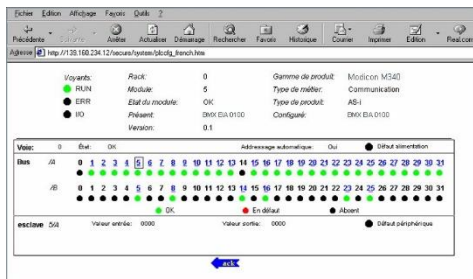 Fichier Edition Affichage Favoris Outils ?
Précédente Suivante Arrêter Actualiser Démarrage Rechercher Favoris Historique Courrier Imprimer Edition Real.com
Adresse http://139.160.234.12/secure/system/plccfg_french.htm
Voyants: Rack: 0 Gamme de produit: Modicon M340
RUN Module: 5 Type de métier: Communication
ERR Etat du module: OK Type de produit: AS-i
I/O Présent: BMX EIA 0100 Configuré: BMX EIA 0100
Version: 0.1
Voie: 0 État: OK Addressage automatique: Oui Défaut alimentation
Bus /A 0 1 2 3 4 5 6 7 8 9 10 11 12 13 14 15 16 17 18 19 20 21 22 23 24 25 26 27 28 29 30 31
/B 0 1 2 3 4 5 6 7 8 9 10 11 12 13 14 15 16 17 18 19 20 21 22 23 24 25 26 27 28 29 30 31
OK En défaut Absent
esclave 5/A Valeur entrée: 0000 Valeur sortie: 0000 Défaut périphérique